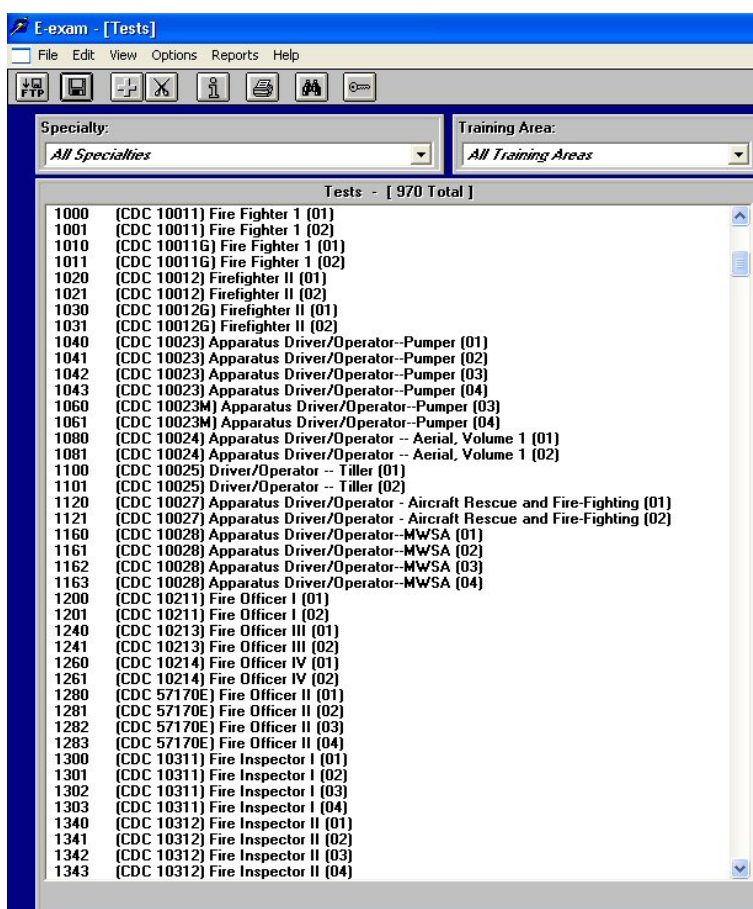 E-exam - [Tests]
File Edit View Options Reports Help
FTP
Specialty:
Training Area:
All Specialties
All Training Areas
Tests - [ 970 Total ]
1000 (CDC 10011) Fire Fighter 1 (01)
1001 (CDC 10011) Fire Fighter 1 (02)
1010 (CDC 10011G) Fire Fighter 1 (01)
1011 (CDC 10011G) Fire Fighter 1 (02)
1020 (CDC 10012) Firefighter II (01)
1021 (CDC 10012) Firefighter II (02)
1030 (CDC 10012G) Firefighter II (01)
1031 (CDC 10012G) Firefighter II (02)
1040 (CDC 10023) Apparatus Driver/Operator--Pumper (01)
1041 (CDC 10023) Apparatus Driver/Operator--Pumper (02)
1042 (CDC 10023) Apparatus Driver/Operator--Pumper (03)
1043 (CDC 10023) Apparatus Driver/Operator--Pumper (04)
1060 (CDC 10023M) Apparatus Driver/Operator--Pumper (03)
1061 (CDC 10023M) Apparatus Driver/Operator--Pumper (04)
1080 (CDC 10024) Apparatus Driver/Operator -- Aerial, Volume 1 (01)
1081 (CDC 10024) Apparatus Driver/Operator -- Aerial, Volume 1 (02)
1100 (CDC 10025) Driver/Operator -- Tiller (01)
1101 (CDC 10025) Driver/Operator -- Tiller (02)
1120 (CDC 10027) Apparatus Driver/Operator - Aircraft Rescue and Fire-Fighting (01)
1121 (CDC 10027) Apparatus Driver/Operator - Aircraft Rescue and Fire-Fighting (02)
1160 (CDC 10028) Apparatus Driver/Operator--MWSA (01)
1161 (CDC 10028) Apparatus Driver/Operator--MWSA (02)
1162 (CDC 10028) Apparatus Driver/Operator--MWSA (03)
1163 (CDC 10028) Apparatus Driver/Operator--MWSA (04)
1200 (CDC 10211) Fire Officer I (01)
1201 (CDC 10211) Fire Officer I (02)
1240 (CDC 10213) Fire Officer III (01)
1241 (CDC 10213) Fire Officer III (02)
1260 (CDC 10214) Fire Officer IV (01)
1261 (CDC 10214) Fire Officer IV (02)
1280 (CDC 57170E) Fire Officer II (01)
1281 (CDC 57170E) Fire Officer II (02)
1282 (CDC 57170E) Fire Officer II (03)
1283 (CDC 57170E) Fire Officer II (04)
1300 (CDC 10311) Fire Inspector I (01)
1301 (CDC 10311) Fire Inspector I (02)
1302 (CDC 10311) Fire Inspector I (03)
1303 (CDC 10311) Fire Inspector I (04)
1340 (CDC 10312) Fire Inspector II (01)
1341 (CDC 10312) Fire Inspector II (02)
1342 (CDC 10312) Fire Inspector II (03)
1343 (CDC 10312) Fire Inspector II (04)